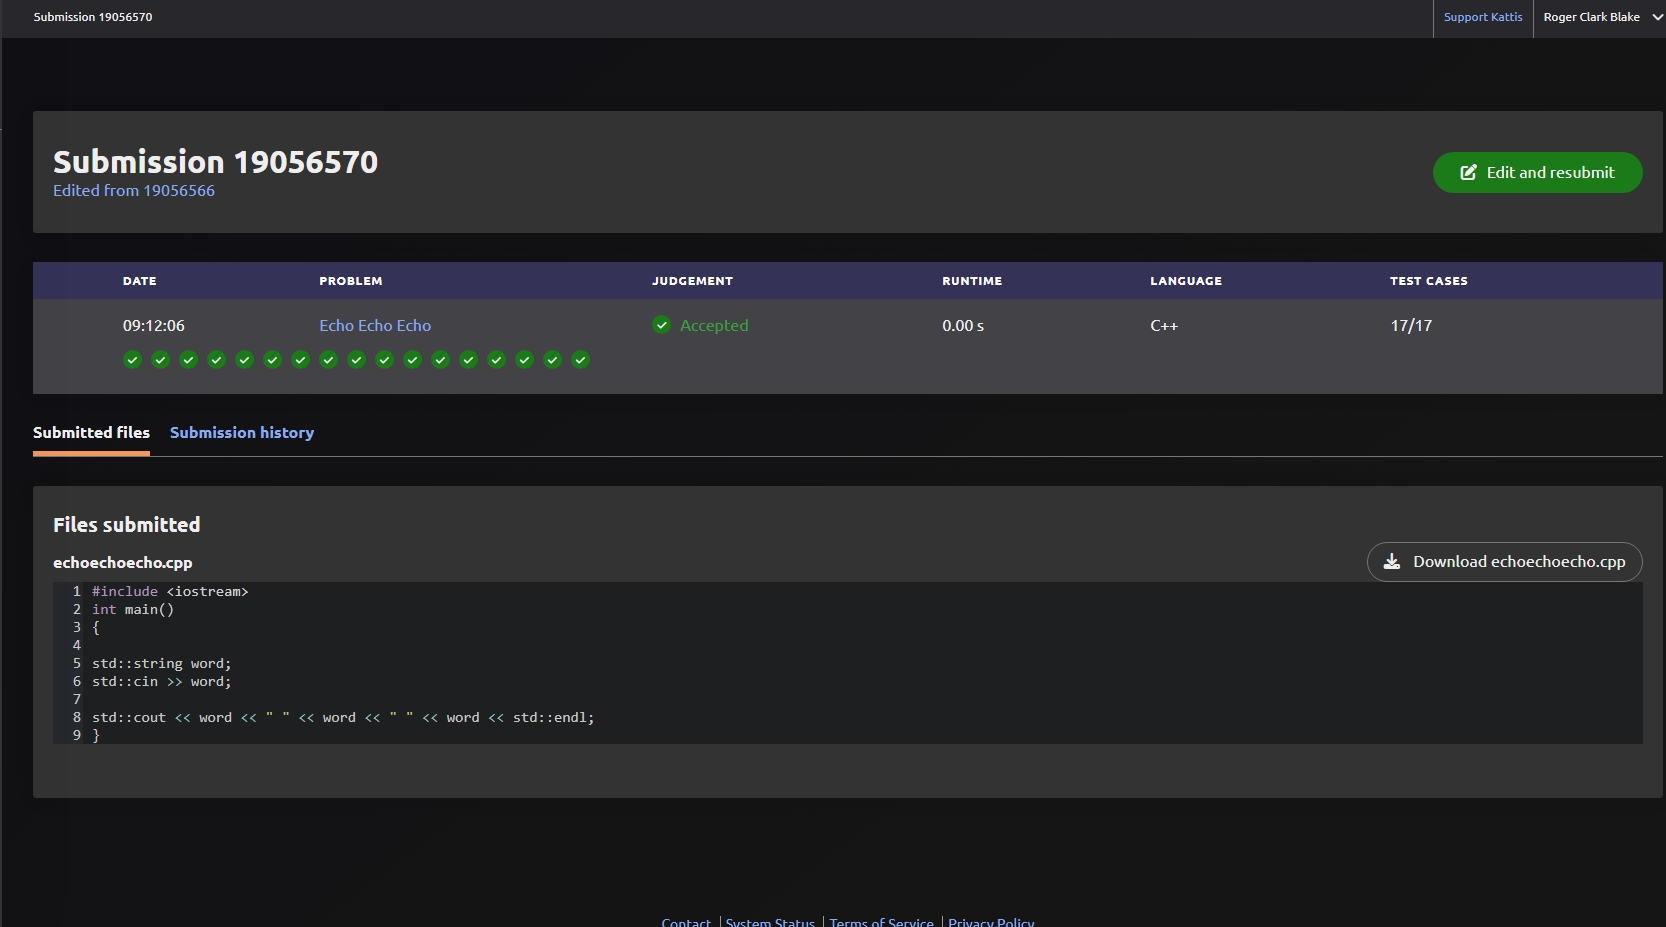 Submission 19056570
Support Kattis
Roger Clark Blake
Submission 19056570
Edited from 19056566
Edit and resubmit
DATE PROBLEM JUDGEMENT RUNTIME LANGUAGE TEST CASES
09:12:06 Echo Echo Echo Accepted 0.00 s C++ 17/17
Submitted files Submission history
Files submitted
echoechoecho.cpp
Download echoechoecho.cpp
1 #include <iostream>
2 int main()
3 {
4
5 std::string word;
6 std::cin >> word;
7
8 std::cout << word << " " << word << " " << word << std::endl;
9 }
Contact System Status Terms of Service Privacy Policy